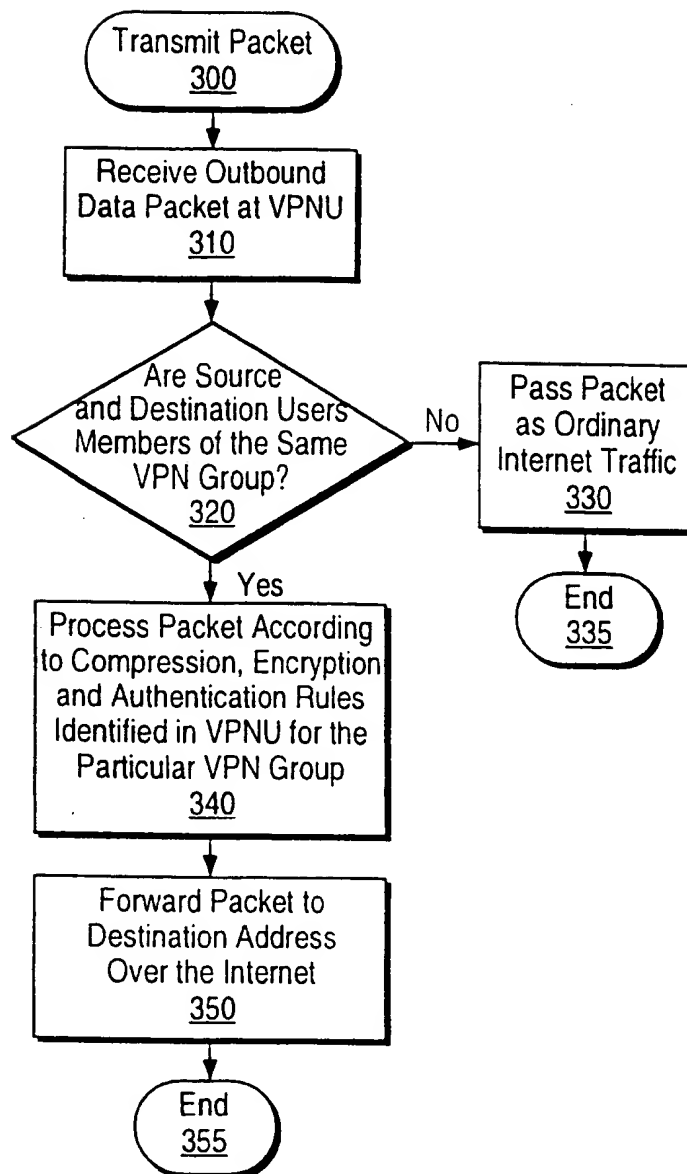 Transmit Packet
300
Receive Outbound
Data Packet at VPNU
310
Are Source
and Destination Users
Members of the Same
VPN Group?
320
No
Pass Packet
as Ordinary
Internet Traffic
330
End
335
Yes
Process Packet According
to Compression, Encryption
and Authentication Rules
Identified in VPNU for the
Particular VPN Group
340
Forward Packet to
Destination Address
Over the Internet
350
End
355